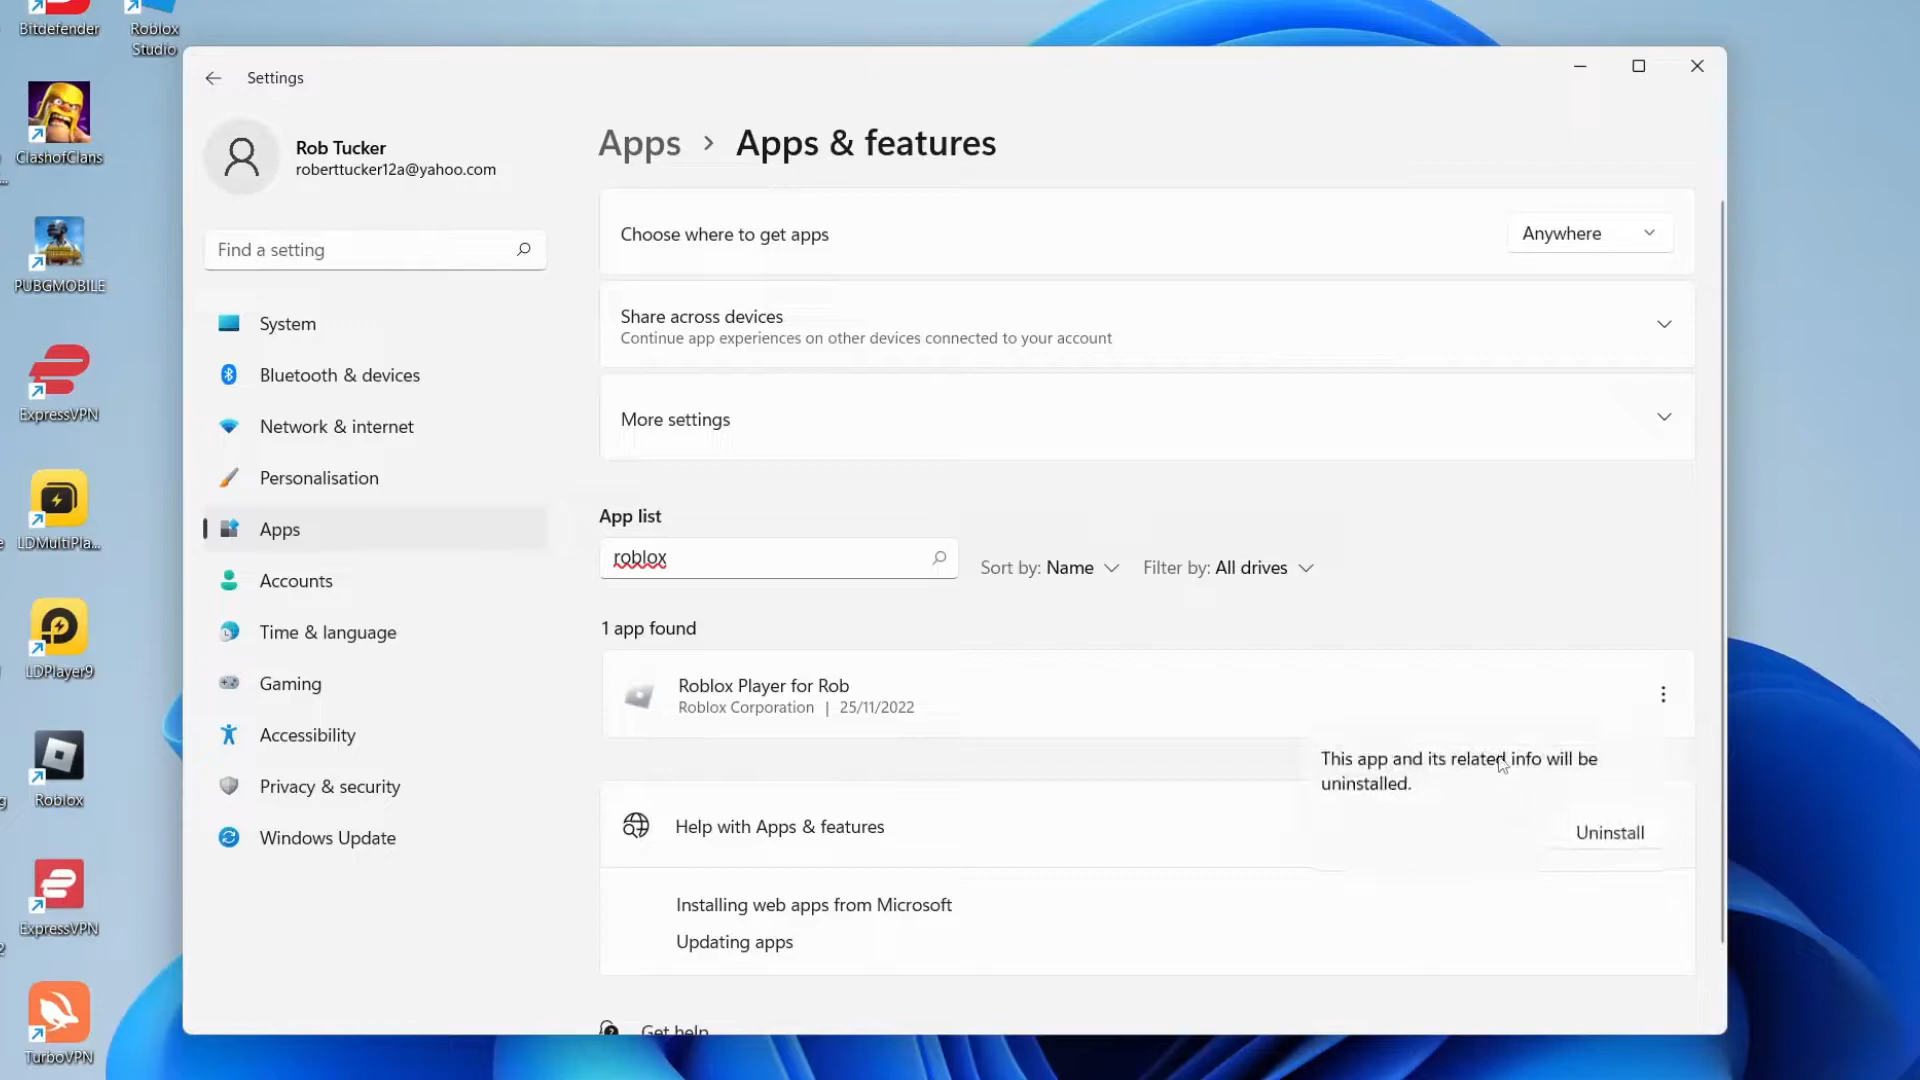 Bitdefender
Roblox
Studio
ClashofClans
PUBGMOBILE
ExpressVPN
LDMultiPla...
LDPlayer9
Roblox
ExpressVPN
TurboVPN
Settings
Rob Tucker
roberttucker12a@yahoo.com
Find a setting
System
Bluetooth & devices
Network & internet
Personalisation
Apps
Accounts
Time & language
Gaming
Accessibility
Privacy & security
Windows Update
Apps > Apps & features
Choose where to get apps
Anywhere
Share across devices
Continue app experiences on other devices connected to your account
More settings
App list
roblox
Sort by: Name
Filter by: All drives
1 app found
Roblox Player for Rob
Roblox Corporation | 25/11/2022
This app and its related info will be
uninstalled.
Uninstall
Help with Apps & features
Installing web apps from Microsoft
Updating apps
Get help